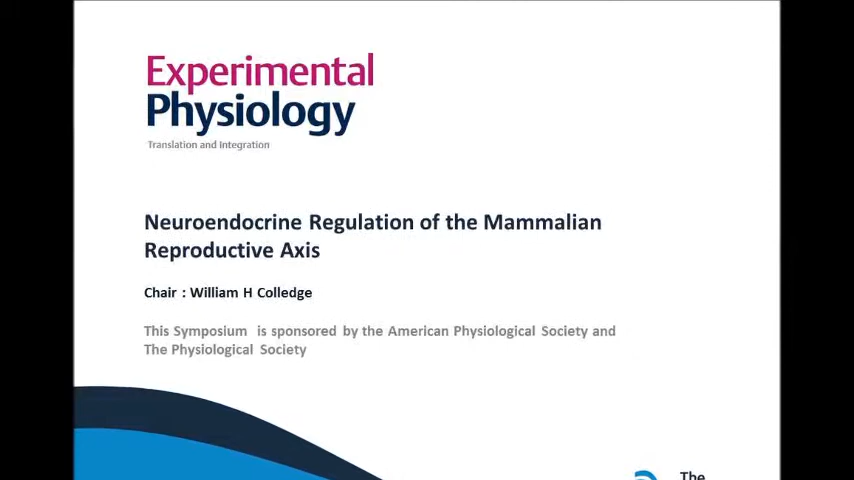 Experimental
Physiology
Translation and Integration
Neuroendocrine Regulation of the Mammalian
Reproductive Axis
Chair : William H Colledge
This Symposium is sponsored by the American Physiological Society and
The Physiological Society
The